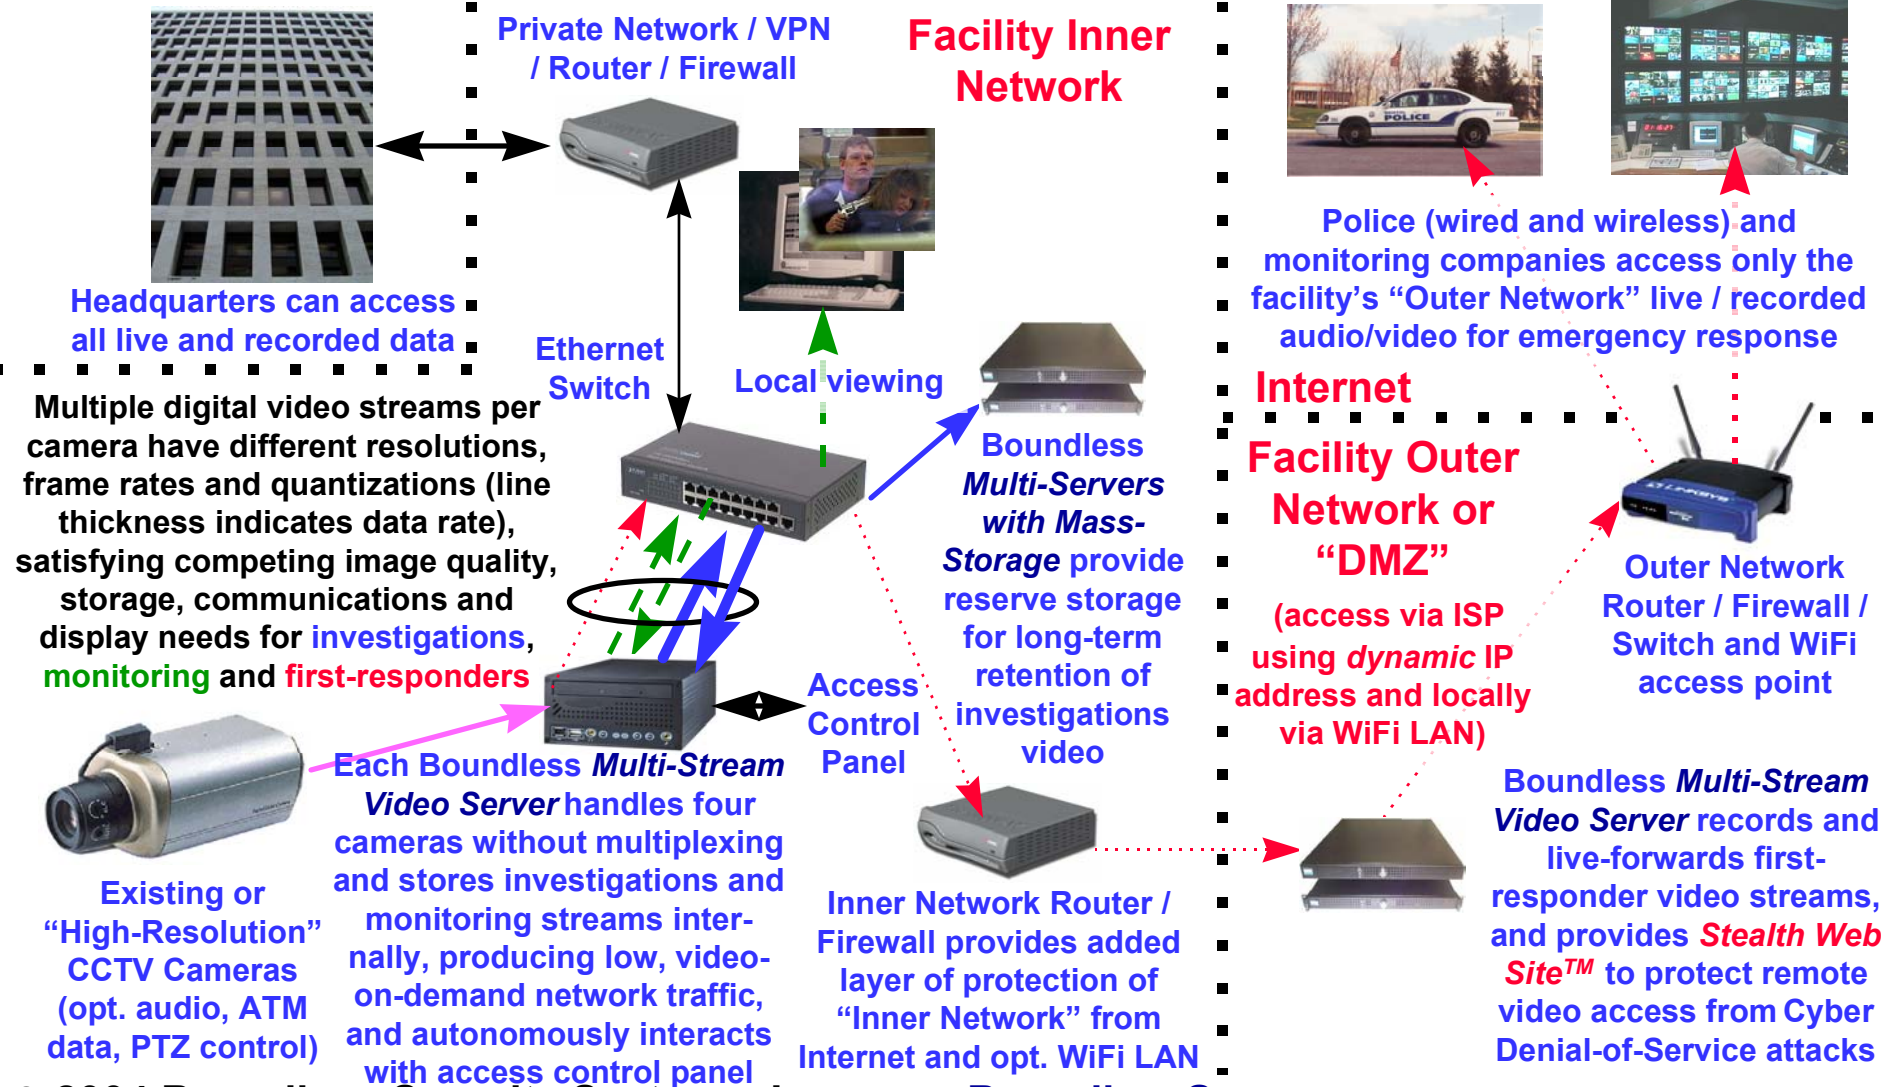 Private Network / VPN
/ Router / Firewall
Facility Inner
Network
POLICE
Headquarters can access
all live and recorded data
Police (wired and wireless) and
monitoring companies access only the
facility's “Outer Network” live / recorded
audio/video for emergency response
Ethernet
Switch
Local viewing
Internet
Multiple digital video streams per
camera have different resolutions,
frame rates and quantizations (line
thickness indicates data rate),
satisfying competing image quality,
storage, communications and
display needs for investigations,
monitoring and first-responders
Boundless
Multi-Servers
with Mass-
Storage provide
reserve storage
for long-term
retention of
investigations
video
Facility Outer
Network or
“DMZ”
(access via ISP
using dynamic IP
address and locally
via WiFi LAN)
LINKSYS
Outer Network
Router / Firewall /
Switch and WiFi
access point
Access
Control
Panel
Existing or
“High-Resolution”
CCTV Cameras
(opt. audio, ATM
data, PTZ control)
Each Boundless Multi-Stream
Video Server handles four
cameras without multiplexing
and stores investigations and
monitoring streams inter-
nally, producing low, video-
on-demand network traffic,
and autonomously interacts
with access control panel
Inner Network Router /
Firewall provides added
layer of protection of
“Inner Network” from
Internet and opt. WiFi LAN
Boundless Multi-Stream
Video Server records and
live-forwards first-
responder video streams,
and provides Stealth Web
Site™ to protect remote
video access from Cyber
Denial-of-Service attacks